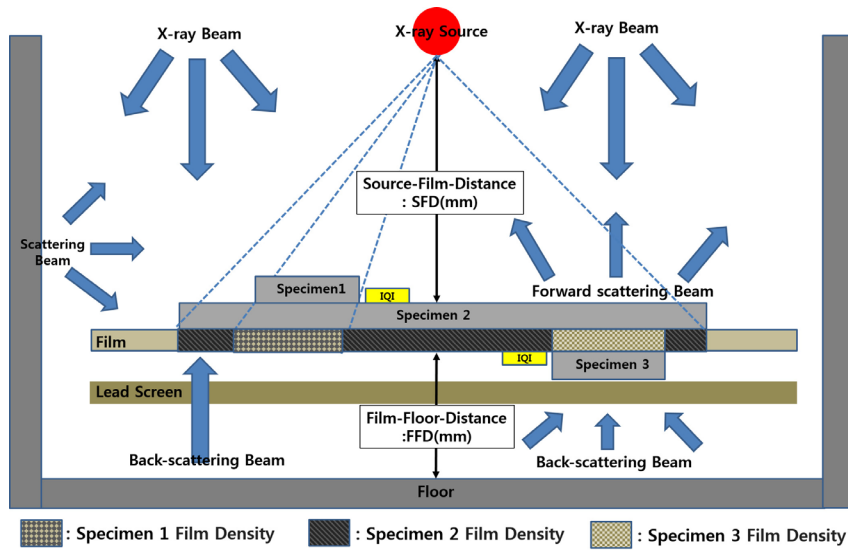 X-ray Beam
X-ray Source
X-ray Beam
Source-Film-Distance
: SFD(mm)
Scattering
Beam
Specimen1
IQI
Forward scattering Beam
Specimen 2
Film
IQI
Specimen 3
Lead Screen
Film-Floor-Distance
:FFD(mm)
Back-scattering Beam
Back-scattering Beam
Floor
: Specimen 1 Film Density
: Specimen 2 Film Density
: Specimen 3 Film Density